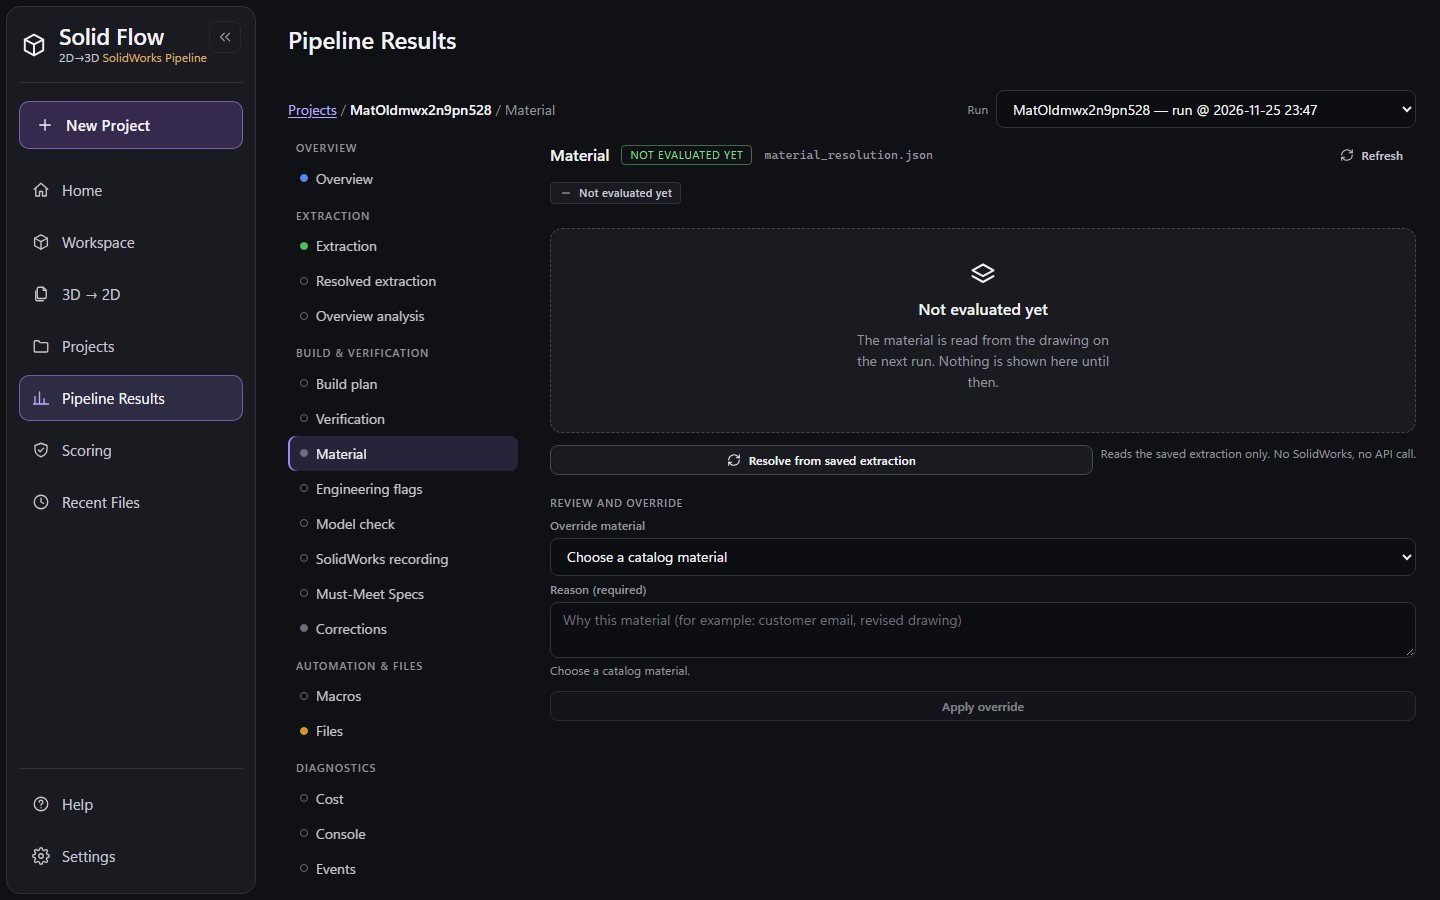 Solid Flow
2D→3D SolidWorks Pipeline
New Project
Home
Workspace
3D → 2D
Projects
Pipeline Results
Scoring
Recent Files
Help
Settings
Pipeline Results
Projects / MatOldmwx2n9pn528 / Material
Run
MatOldmwx2n9pn528 — run @ 2026-11-25 23:47
OVERVIEW
Overview
EXTRACTION
Extraction
Resolved extraction
Overview analysis
BUILD & VERIFICATION
Build plan
Verification
Material
Engineering flags
Model check
SolidWorks recording
Must-Meet Specs
Corrections
AUTOMATION & FILES
Macros
Files
DIAGNOSTICS
Cost
Console
Events
Material NOT EVALUATED YET material_resolution.json
Refresh
Not evaluated yet
Not evaluated yet
The material is read from the drawing on
the next run. Nothing is shown here until
then.
Resolve from saved extraction
Reads the saved extraction only. No SolidWorks, no API call.
REVIEW AND OVERRIDE
Override material
Choose a catalog material
Reason (required)
Why this material (for example: customer email, revised drawing)
Choose a catalog material.
Apply override